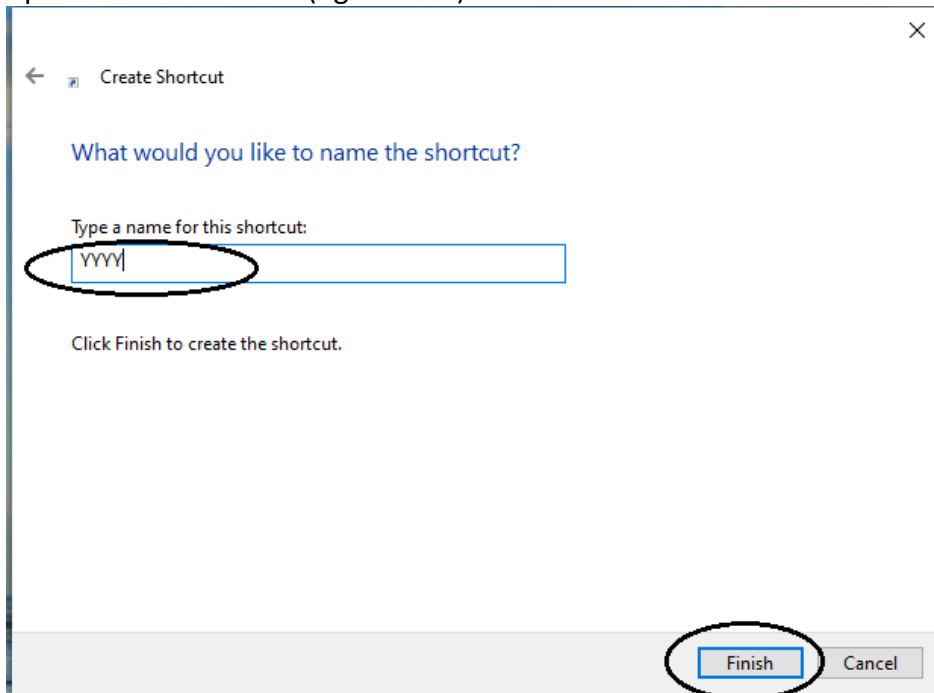 Create Shortcut
What would you like to name the shortcut?
Type a name for this shortcut:
YYYY
Click Finish to create the shortcut.
Finish Cancel